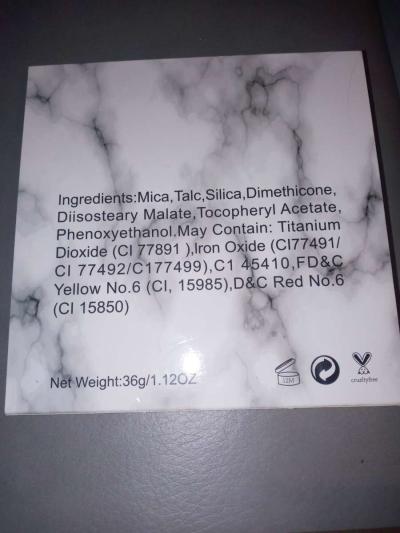 Ingredients:Mica,Talc,Silica,Dimethicone,
Diisosteary Malate,Tocopheryl Acetate,
Phenoxyethanol.May Contain: Titanium
Dioxide (CI 77891 ),Iron Oxide (CI77491/
CI 77492/C177499),C1 45410,FD&C
Yellow No.6 (CI, 15985),D&C Red No.6
(CI 15850)
Net Weight:36g/1.12OZ
12M
crueltyfree